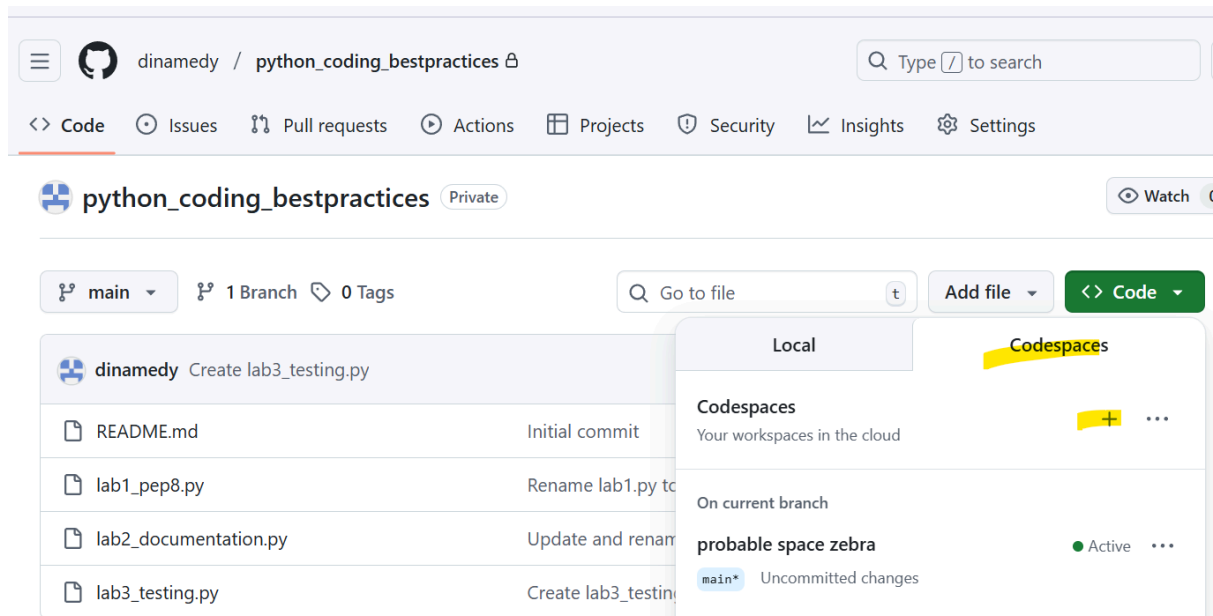 dinamedy / python_coding_bestpractices
Type / to search
Code Issues Pull requests Actions Projects Security Insights Settings
python_coding_bestpractices Private
Watch
main 1 Branch 0 Tags
Go to file t
Add file
Code
Local Codespaces
dinamedy Create lab3_testing.py
Codespaces
Your workspaces in the cloud
README.md Initial commit
lab1_pep8.py Rename lab1.py to
lab2_documentation.py Update and renam
lab3_testing.py Create lab3_testing
On current branch
probable space zebra Active
main* Uncommitted changes